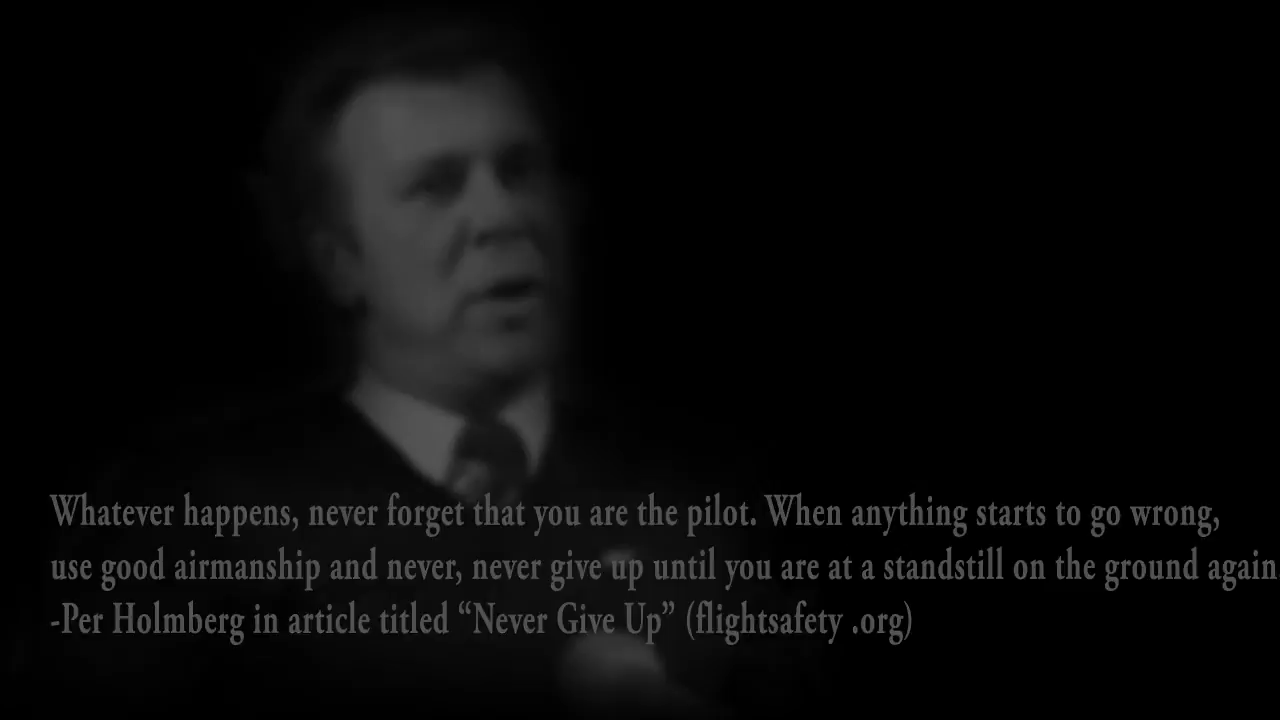 Whatever happens, never forget that you are the pilot. When anything starts to go wrong,
use good airmanship and never, never give up until you are at a standstill on the ground again
-Per Holmberg in article titled “Never Give Up” (flightsafety .org)